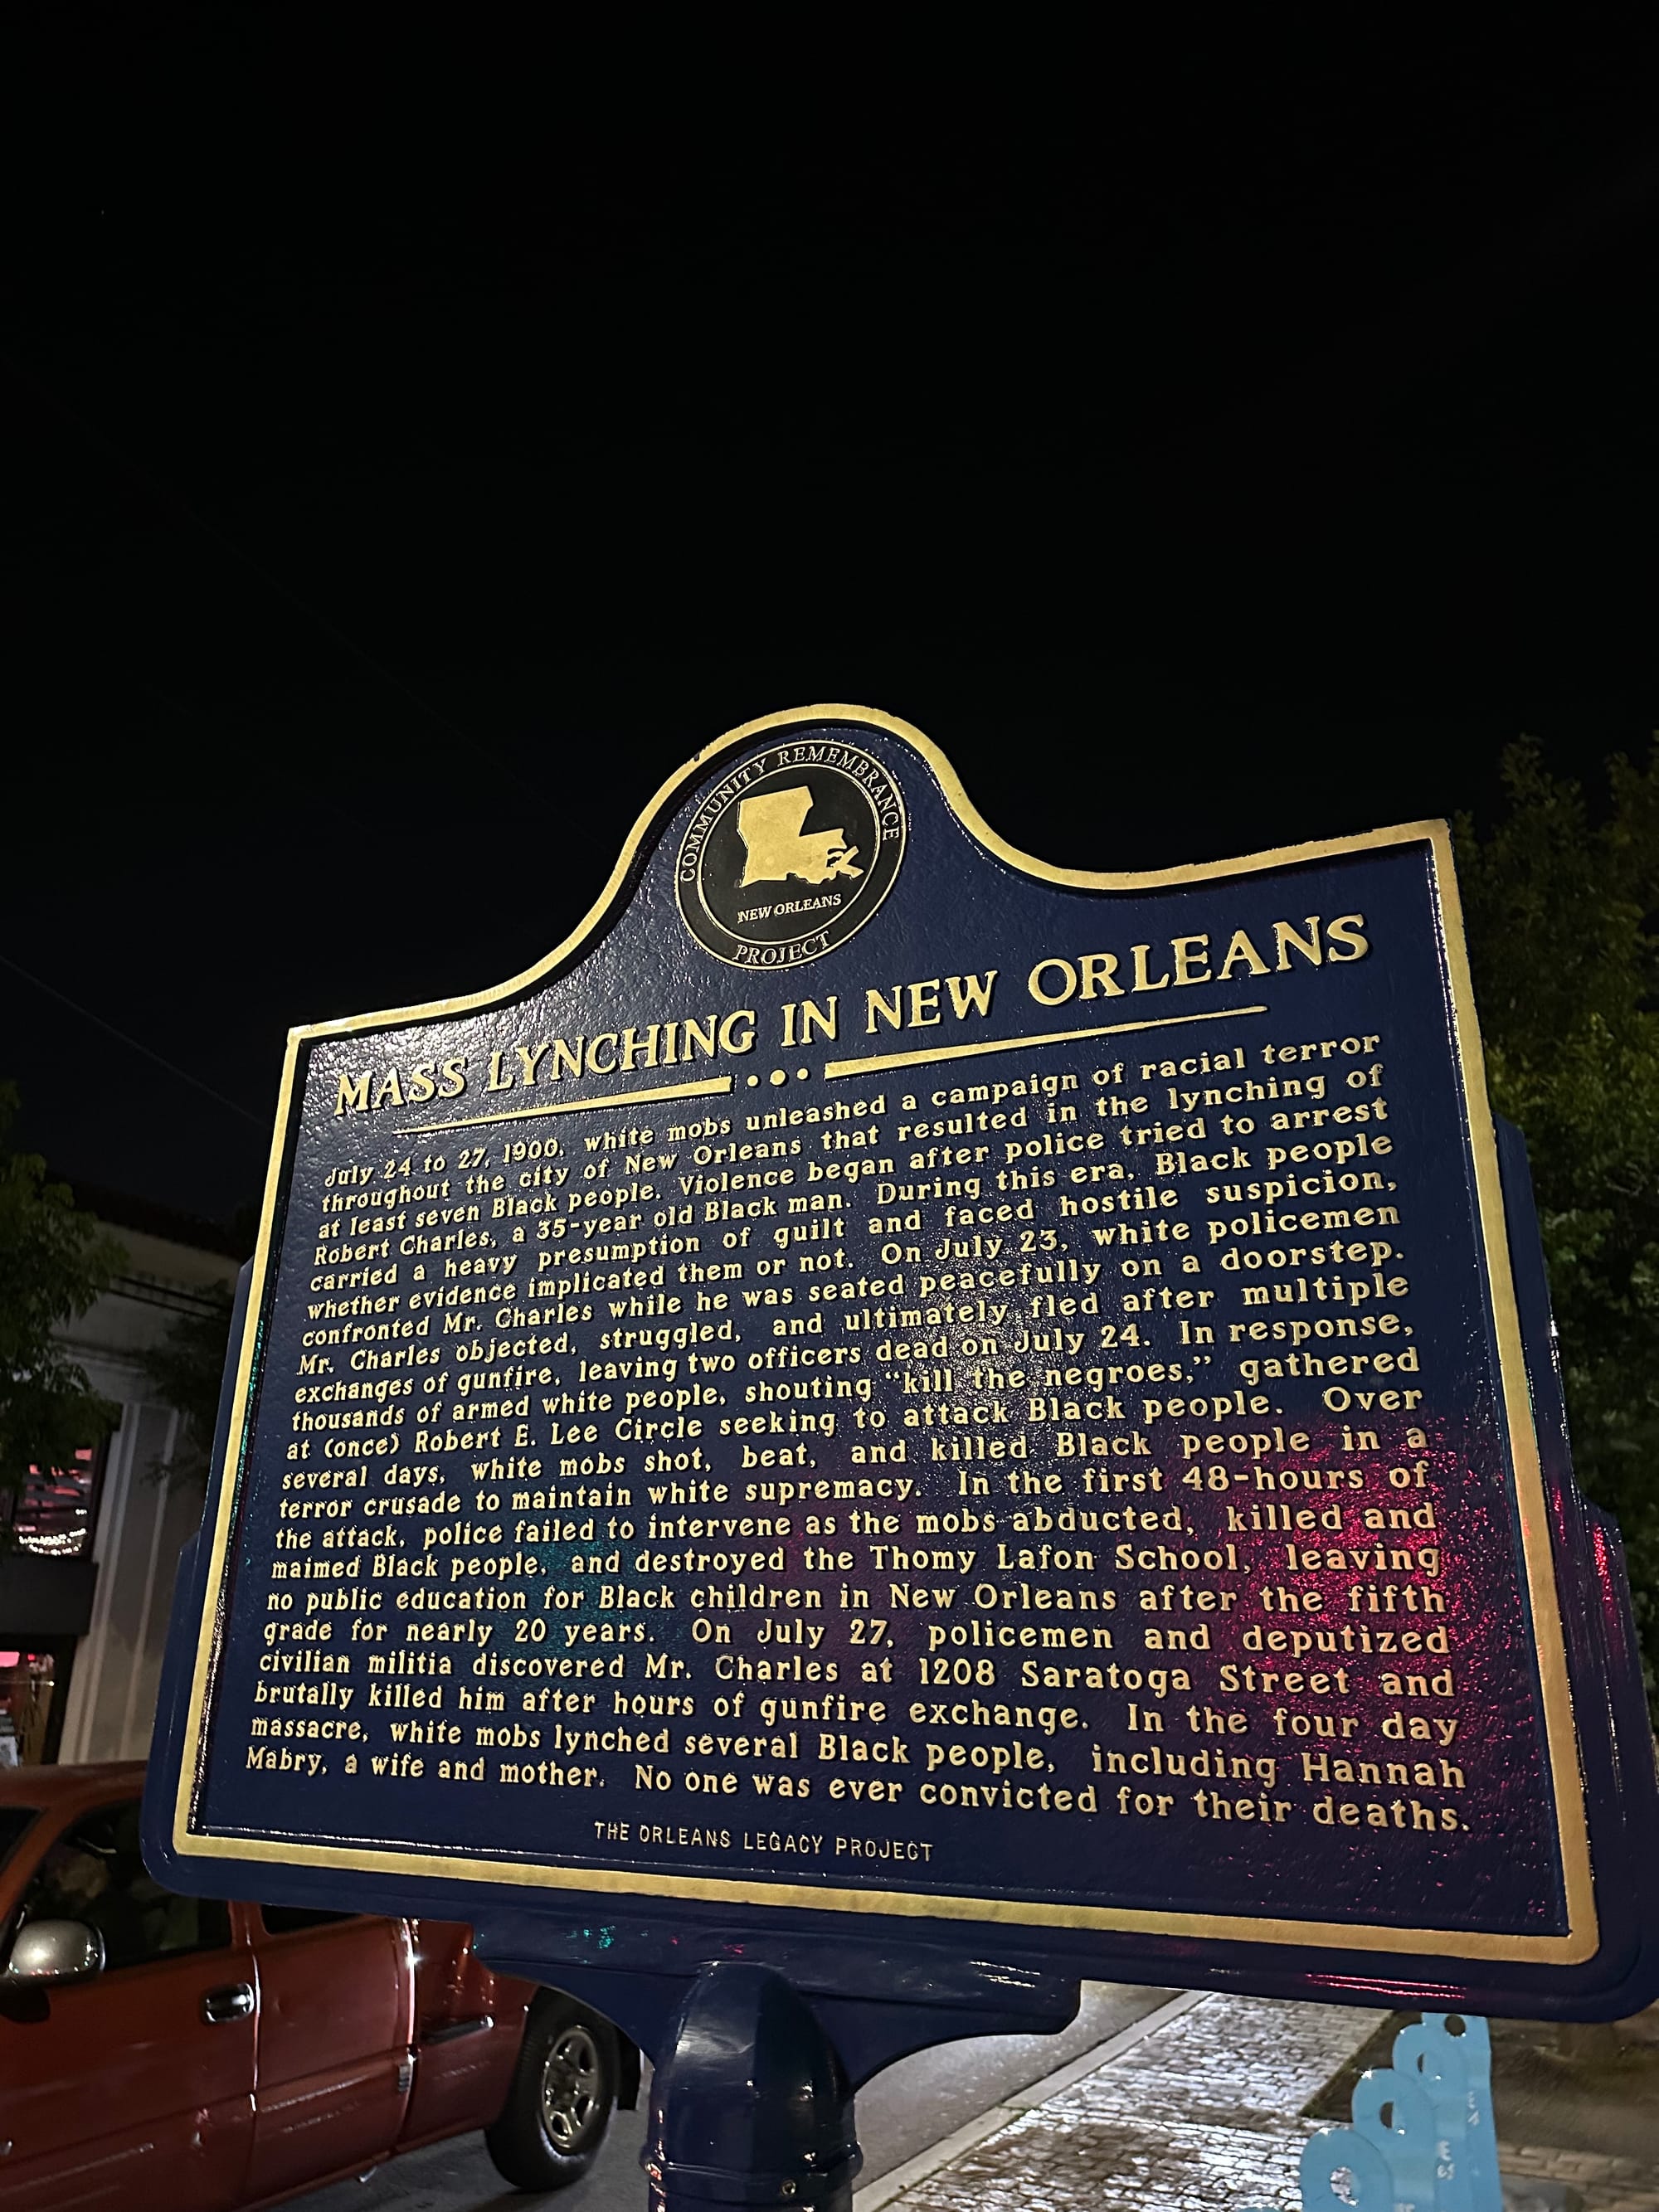 COMMUNITY REMEMBRANCE
NEW ORLEANS
PROJECT
MASS LYNCHING IN NEW ORLEANS
July 24 to 27, 1900, white mobs unleashed a campaign of racial terror
throughout the city of New Orleans that resulted in the lynching of
at least seven Black people. Violence began after police tried to arrest
Robert Charles, a 35-year old Black man. During this era, Black people
carried a heavy presumption of guilt and faced hostile suspicion,
whether evidence implicated them or not. On July 23, white policemen
confronted Mr. Charles while he was seated peacefully on a doorstep.
Mr. Charles objected, struggled, and ultimately fled after multiple
exchanges of gunfire, leaving two officers dead on July 24. In response,
thousands of armed white people, shouting “kill the negroes,” gathered
at (once) Robert E. Lee Circle seeking to attack Black people. Over
several days, white mobs shot, beat, and killed Black people in a
terror crusade to maintain white supremacy. In the first 48-hours of
the attack, police failed to intervene as the mobs abducted, killed and
maimed Black people, and destroyed the Thomy Lafon School, leaving
no public education for Black children in New Orleans after the fifth
grade for nearly 20 years. On July 27, policemen and deputized
civilian militia discovered Mr. Charles at 1208 Saratoga Street and
brutally killed him after hours of gunfire exchange. In the four day
massacre, white mobs lynched several Black people, including Hannah
Mabry, a wife and mother. No one was ever convicted for their deaths.
THE ORLEANS LEGACY PROJECT